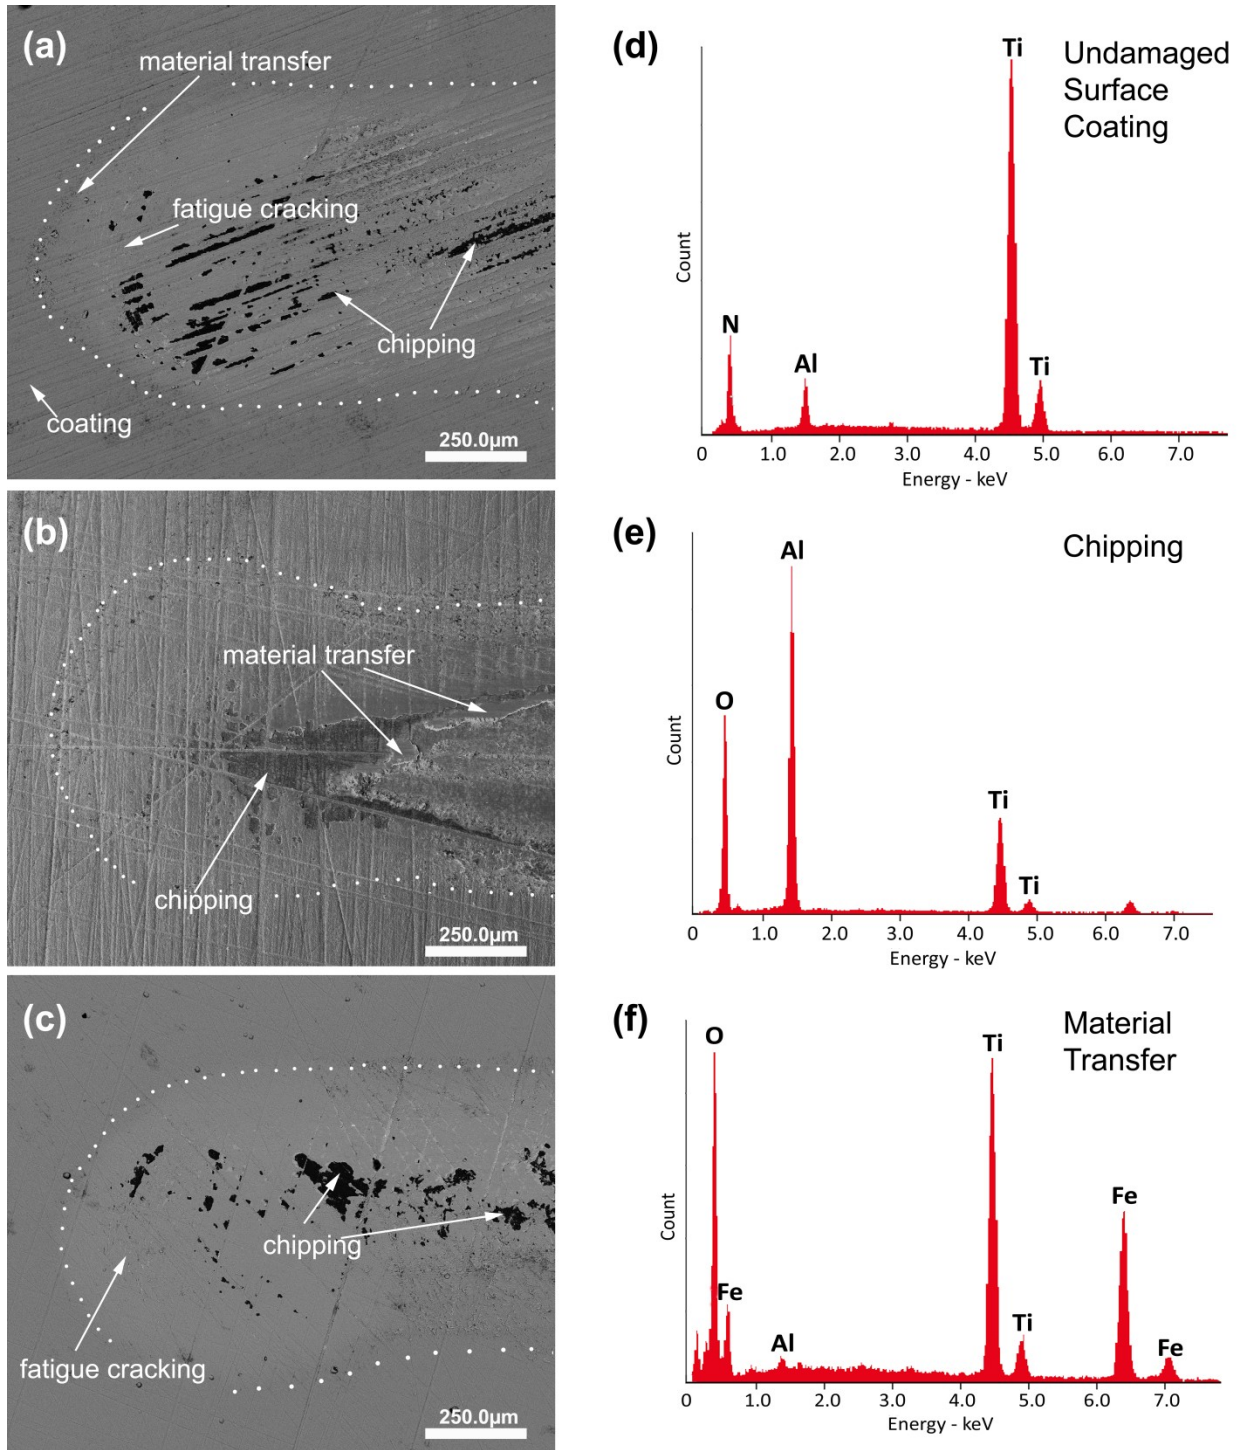 (a)
material transfer
fatigue cracking
chipping
coating
250.0µm
(b)
material transfer
chipping
250.0µm
(c)
chipping
fatigue cracking
250.0µm
(d)
Undamaged
Surface
Coating
Ti
N
Al
Ti
Count
0 1.0 2.0 3.0 4.0 5.0 6.0 7.0
Energy - keV
(e)
Chipping
Al
O
Ti
Ti
Count
0 1.0 2.0 3.0 4.0 5.0 6.0 7.0
Energy - keV
(f)
Material
Transfer
O
Ti
Fe
Fe
Al
Ti
Fe
Count
0 1.0 2.0 3.0 4.0 5.0 6.0 7.0
Energy - keV